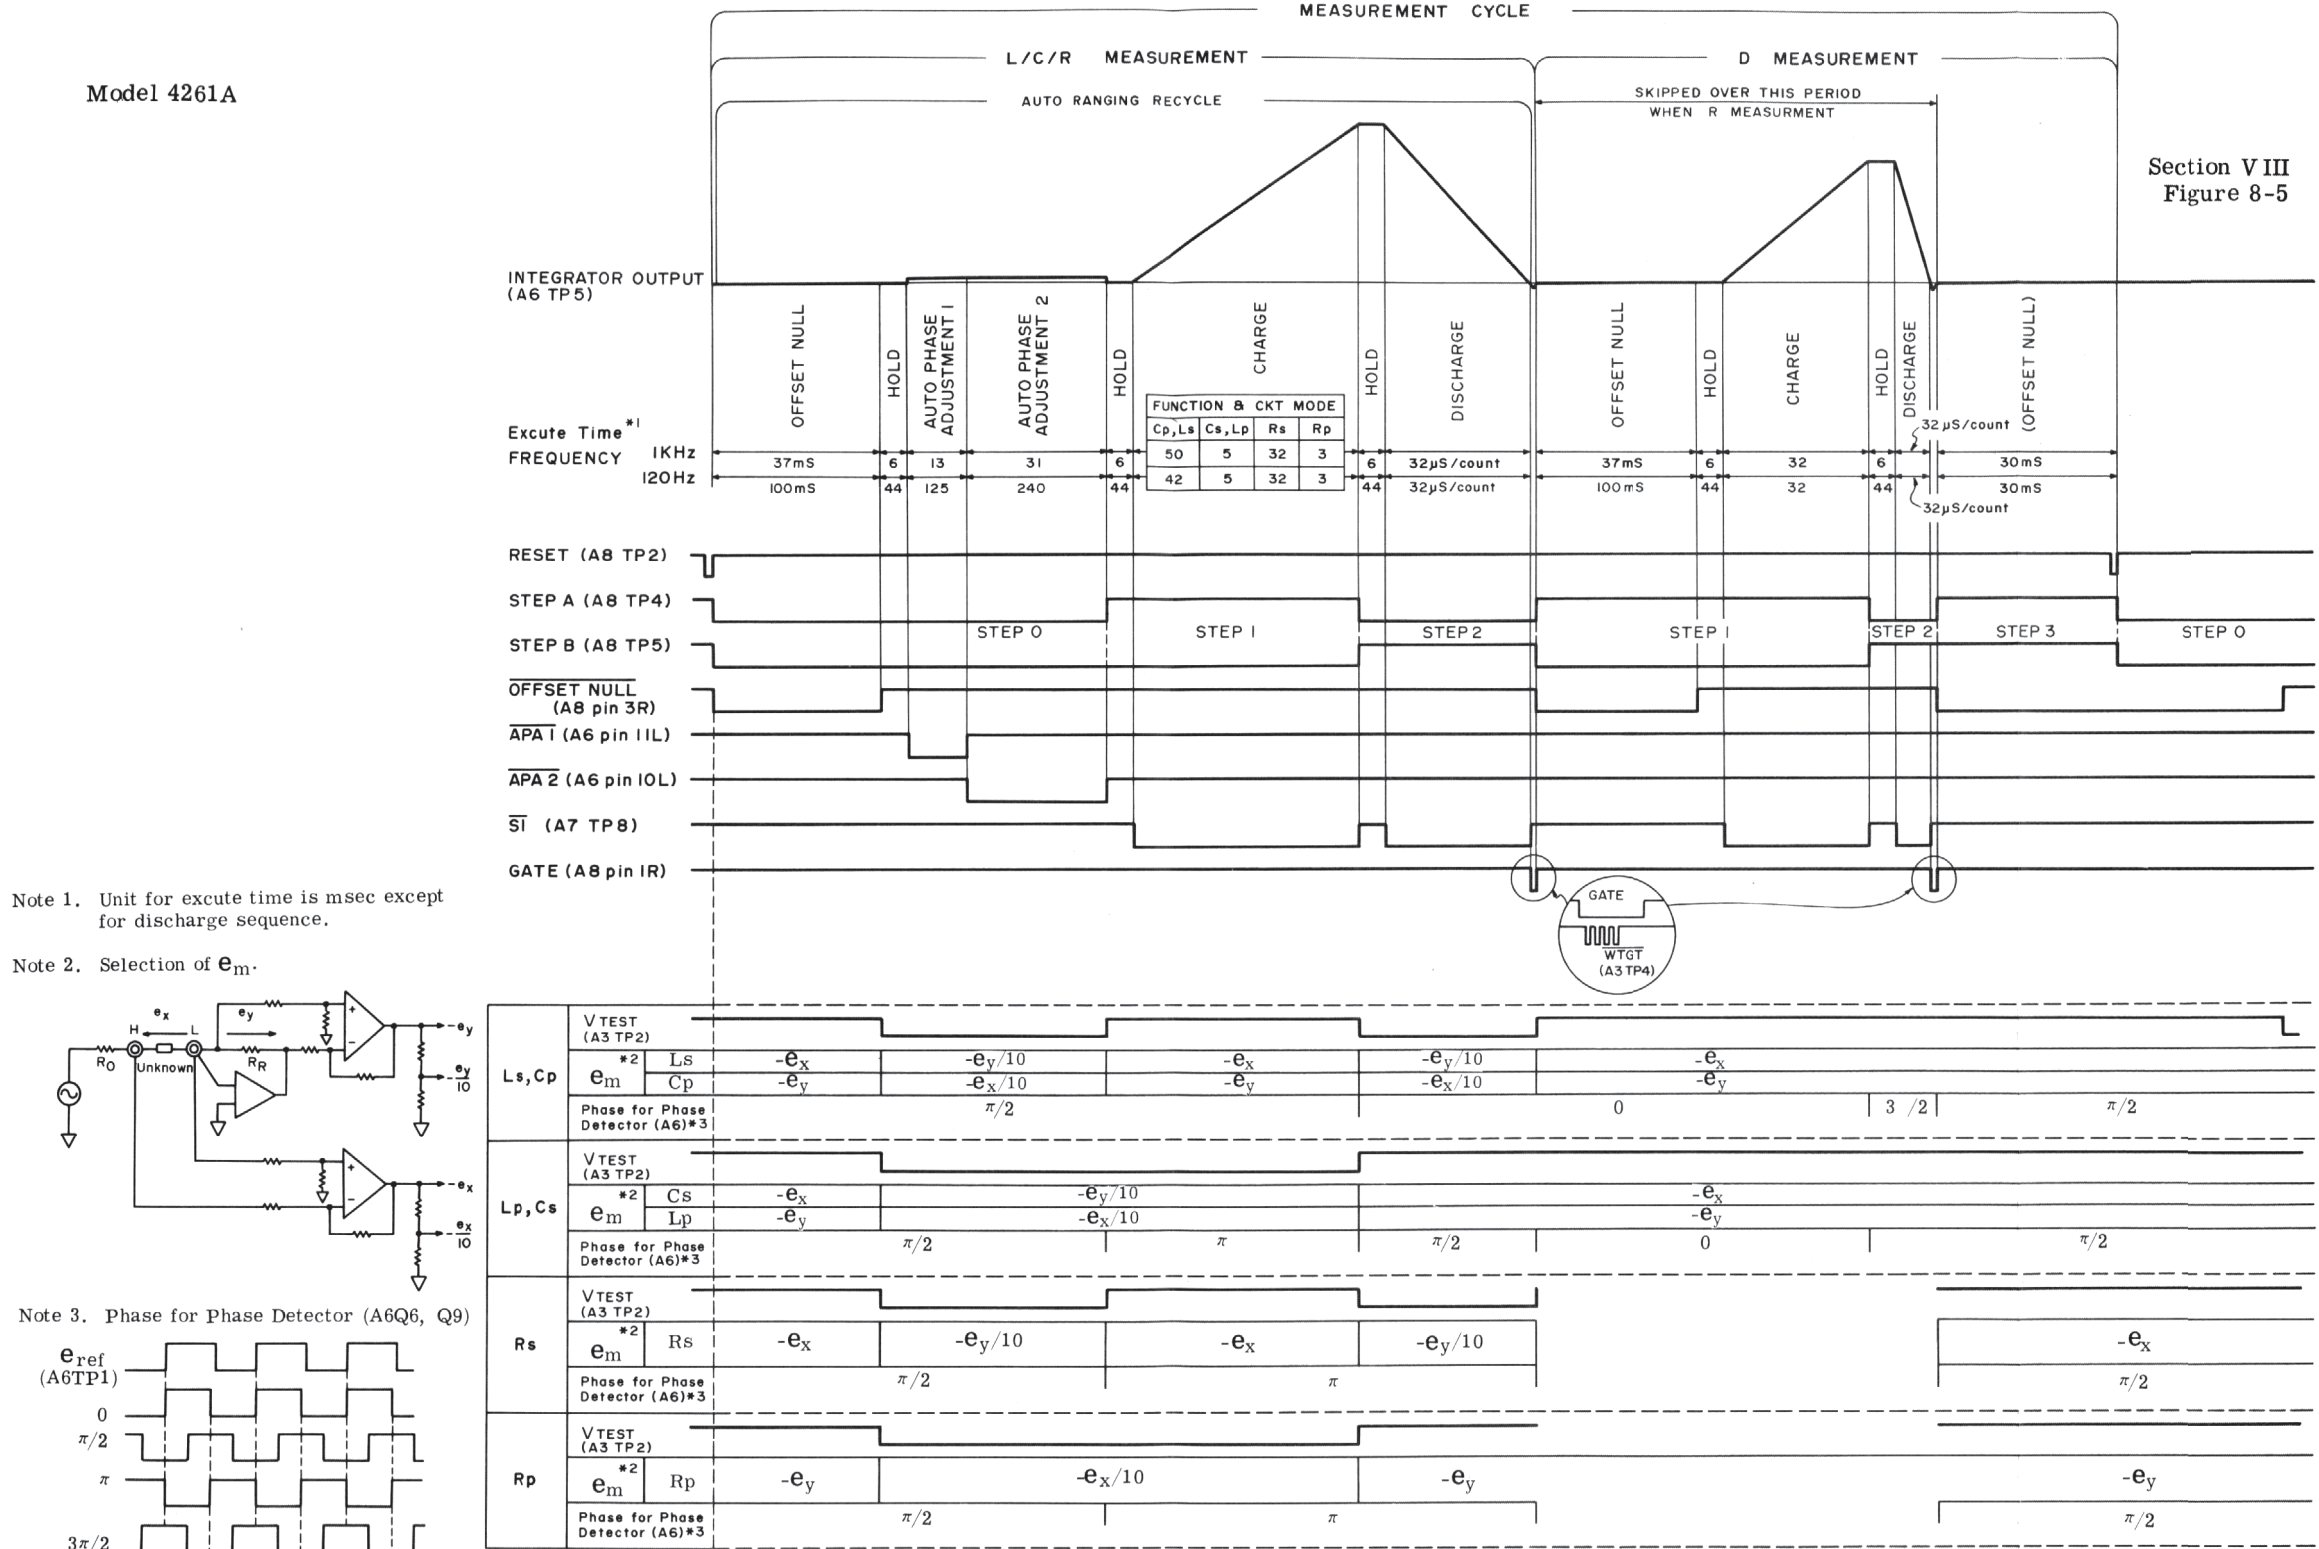 MEASUREMENT CYCLE
L/C/R MEASUREMENT
D MEASUREMENT
Model 4261A
AUTO RANGING RECYCLE
SKIPPED OVER THIS PERIOD
WHEN R MEASURMENT
Section VIII
Figure 8-5
INTEGRATOR OUTPUT
(A6 TP5)
OFFSET NULL
HOLD
AUTO PHASE
ADJUSTMENT 1
AUTO PHASE
ADJUSTMENT 2
HOLD
CHARGE
HOLD
DISCHARGE
OFFSET NULL
HOLD
CHARGE
HOLD
DISCHARGE
(OFFSET NULL)
FUNCTION & CKT MODE
Cp,Ls Cs,Lp Rs Rp
50 5 32 3
42 5 32 3
Excute Time *1
FREQUENCY
1KHz 37mS 6 13 31 6 6 32µS/count 37mS 6 32 6 32µS/count 30mS
120Hz 100mS 44 125 240 44 44 32µS/count 100mS 44 32 44 32µS/count 30mS
RESET (A8 TP2)
STEP A (A8 TP4)
STEP 0 STEP 1 STEP 2 STEP 1 STEP 2 STEP 3 STEP 0
STEP B (A8 TP5)
OFFSET NULL
(A8 pin 3R)
APA 1 (A6 pin 11L)
APA 2 (A6 pin 10L)
SI (A7 TP8)
GATE (A8 pin 1R)
GATE
WTGT
(A3 TP4)
Note 1. Unit for excute time is msec except
for discharge sequence.
Note 2. Selection of em.
ex
ey
H
L
RO
Unknown
RR
-ey
-ey/10
-ex
-ex/10
Note 3. Phase for Phase Detector (A6Q6, Q9)
eref
(A6TP1)
0
π/2
π
3π/2
Ls,Cp
VTEST
(A3 TP2)
em *2
Ls -ex -ey/10 -ex -ey/10 -ex
Cp -ey -ex/10 -ey -ex/10 -ey
Phase for Phase
Detector (A6)*3
π/2 0 3 /2 π/2
Lp,Cs
VTEST
(A3 TP2)
em *2
Cs -ex -ey/10 -ex
Lp -ey -ex/10 -ey
Phase for Phase
Detector (A6)*3
π/2 π π/2 0 π/2
Rs
VTEST
(A3 TP2)
em *2
Rs -ex -ey/10 -ex -ey/10 -ex
Phase for Phase
Detector (A6)*3
π/2 π π/2
Rp
VTEST
(A3 TP2)
em *2
Rp -ey -ex/10 -ey -ey
Phase for Phase
Detector (A6)*3
π/2 π π/2